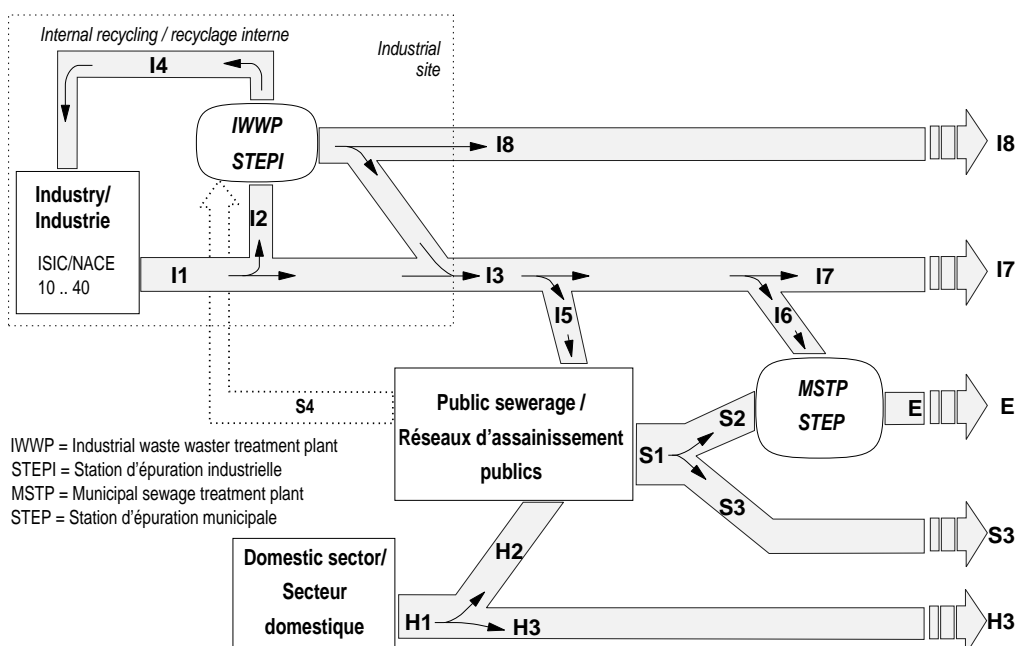 Internal recycling / recyclage interne
Industrial
site
I4
IWWP
STEPI
I8
I8
Industry/
Industrie
ISIC/NACE
10 .. 40
I2
I1
I3
I7
I7
I5
I6
S4
Public sewerage /
Réseaux d'assainissement
publics
MSTP
STEP
E
E
S1
S2
S3
S3
IWWP = Industrial waste waster treatment plant
STEPI = Station d'épuration industrielle
MSTP = Municipal sewage treatment plant
STEP = Station d'épuration municipale
Domestic sector/
Secteur
domestique
H2
H1
H3
H3